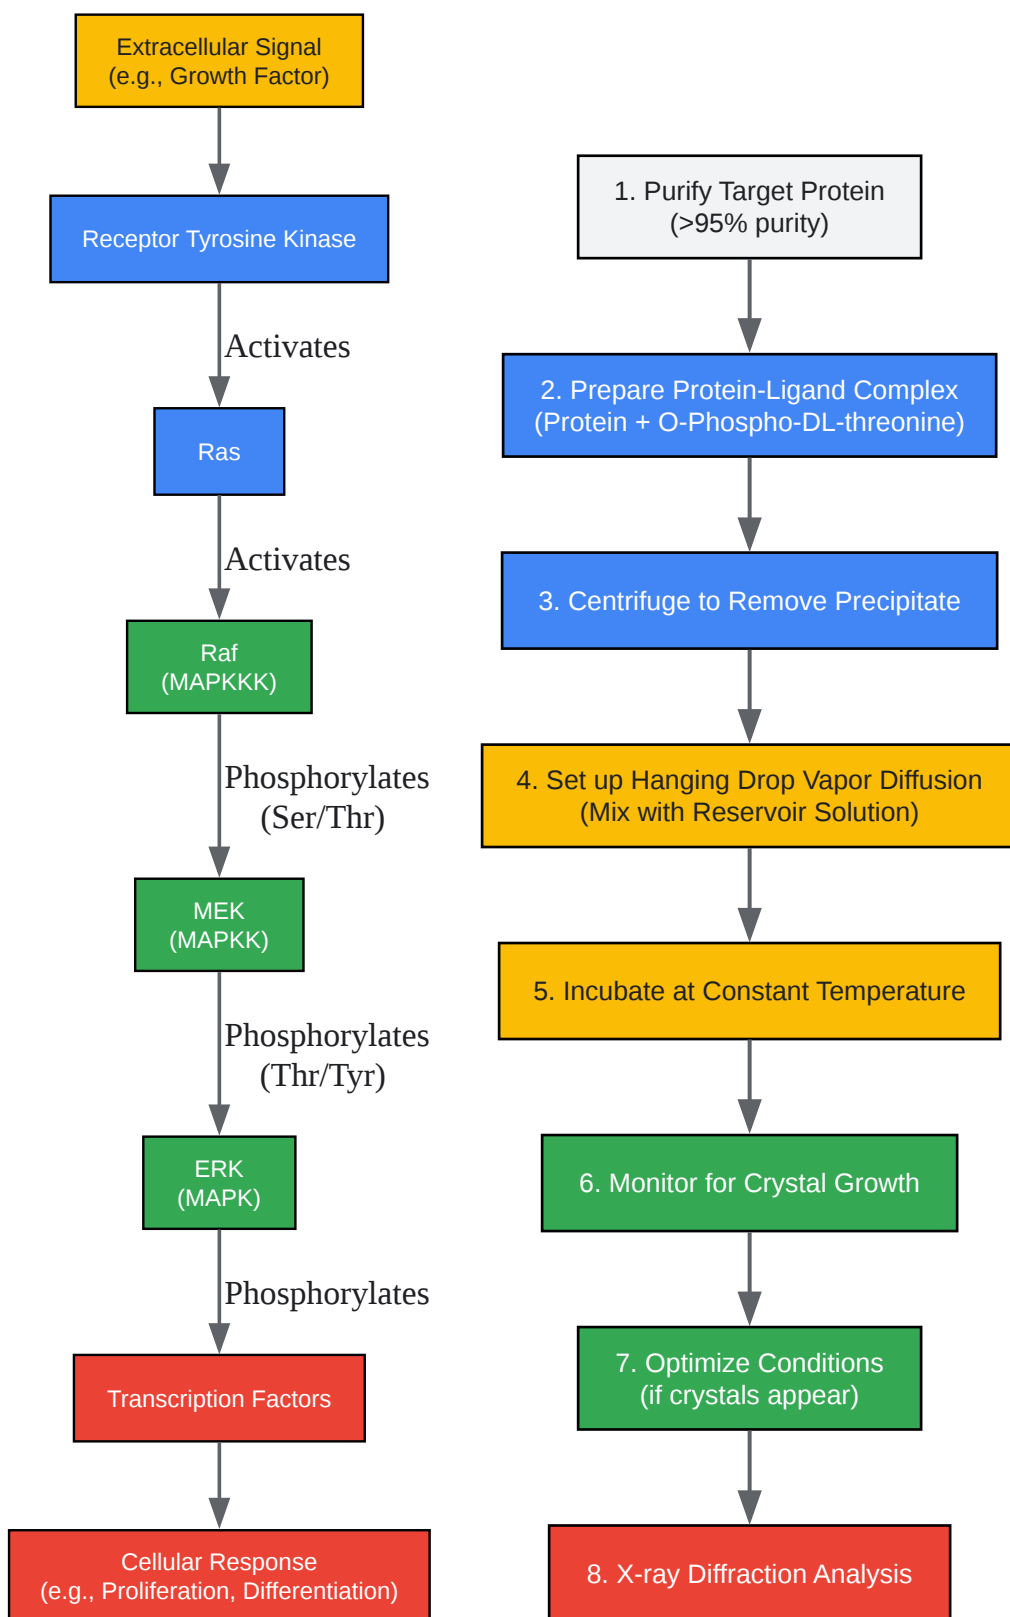 Extracellular Signal
(e.g., Growth Factor)
Receptor Tyrosine Kinase
Activates
Ras
Activates
Raf
(MAPKKK)
Phosphorylates
(Ser/Thr)
MEK
(MAPKK)
Phosphorylates
(Thr/Tyr)
ERK
(MAPK)
Phosphorylates
Transcription Factors
Cellular Response
(e.g., Proliferation, Differentiation)
1. Purify Target Protein
(>95% purity)
2. Prepare Protein-Ligand Complex
(Protein + O-Phospho-DL-threonine)
3. Centrifuge to Remove Precipitate
4. Set up Hanging Drop Vapor Diffusion
(Mix with Reservoir Solution)
5. Incubate at Constant Temperature
6. Monitor for Crystal Growth
7. Optimize Conditions
(if crystals appear)
8. X-ray Diffraction Analysis